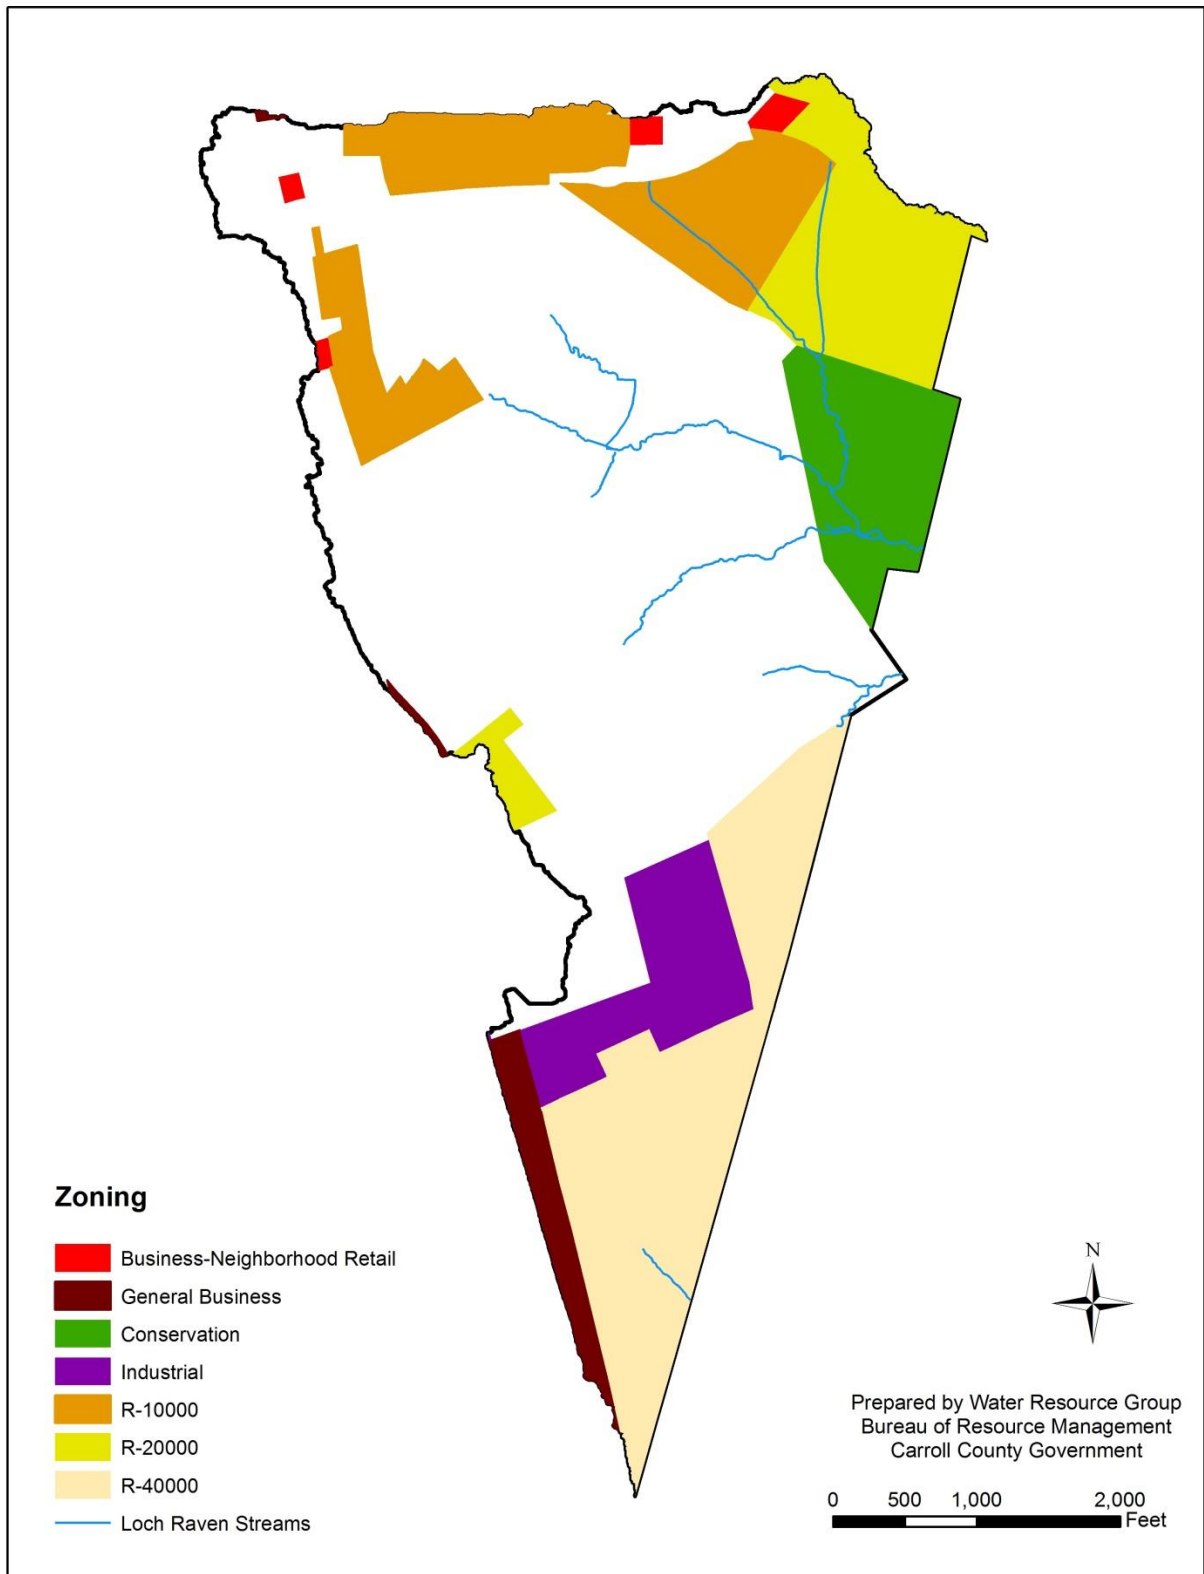 Zoning
Business-Neighborhood Retail
General Business
Conservation
Industrial
R-10000
R-20000
R-40000
Loch Raven Streams
N
Prepared by Water Resource Group
Bureau of Resource Management
Carroll County Government
0 500 1,000 2,000
Feet